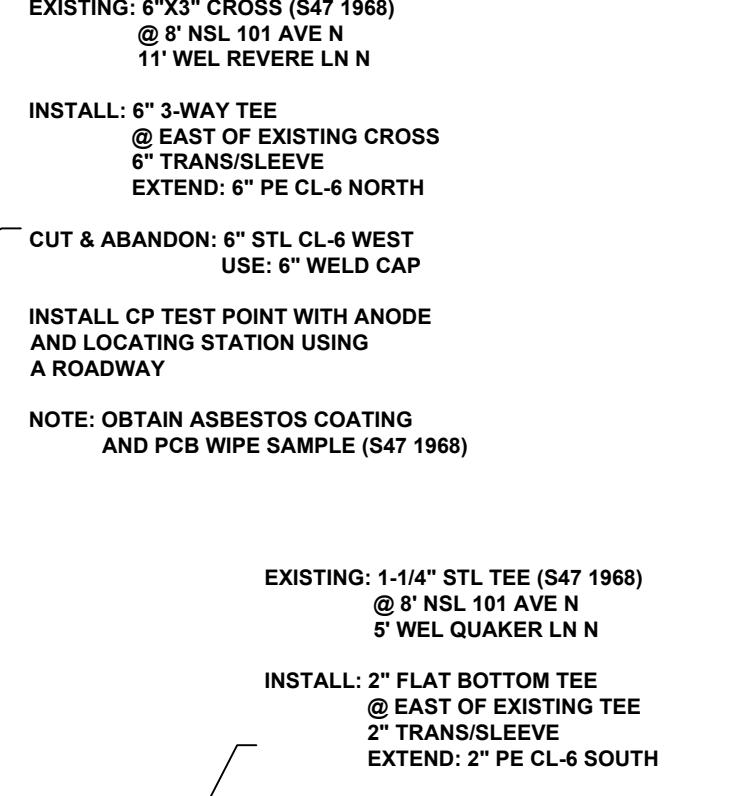 EXISTING: 6"X3" CROSS (S47 1968)
@ 8' NSL 101 AVE N
11' WEL REVERE LN N
INSTALL: 6" 3-WAY TEE
@ EAST OF EXISTING CROSS
6" TRANS/SLEEVE
EXTEND: 6" PE CL-6 NORTH
CUT & ABANDON: 6" STL CL-6 WEST
USE: 6" WELD CAP
INSTALL CP TEST POINT WITH ANODE
AND LOCATING STATION USING
A ROADWAY
NOTE: OBTAIN ASBESTOS COATING
AND PCB WIPE SAMPLE (S47 1968)
EXISTING: 1-1/4" STL TEE (S47 1968)
@ 8' NSL 101 AVE N
5' WEL QUAKER LN N
INSTALL: 2" FLAT BOTTOM TEE
@ EAST OF EXISTING TEE
2" TRANS/SLEEVE
EXTEND: 2" PE CL-6 SOUTH